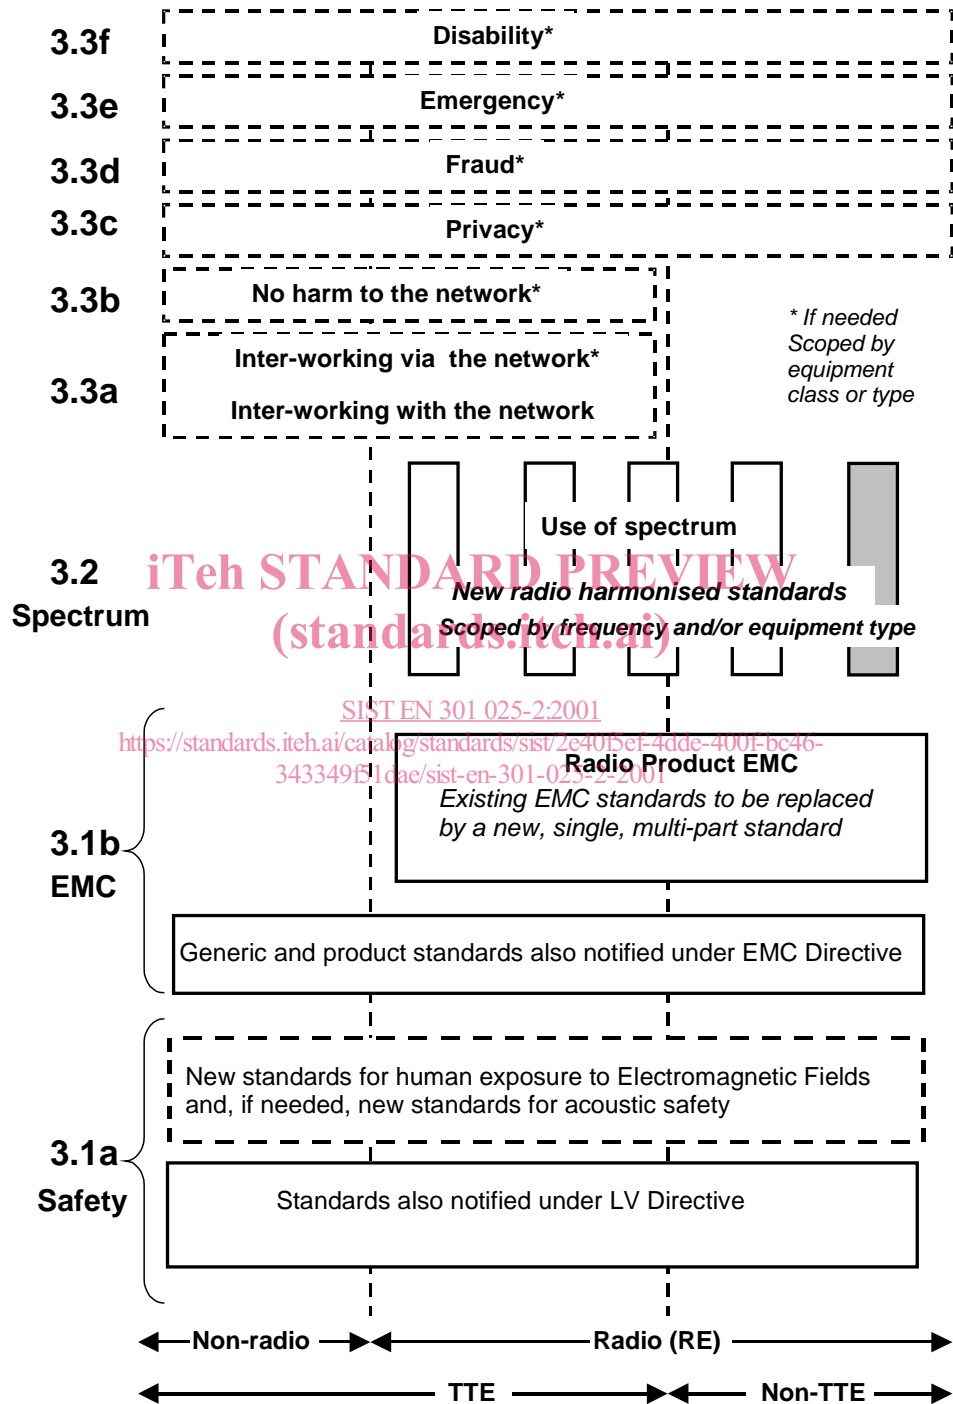 3.3f
Disability*
3.3e
Emergency*
3.3d
Fraud*
3.3c
Privacy*
3.3b
No harm to the network*
* If needed
Scoped by
equipment
class or type
3.3a
Inter-working via the network*
Inter-working with the network
Use of spectrum
3.2
Spectrum
iTeh STANDARD PREVIEW
New radio harmonised standards
(standards.iteh.ai)
Scoped by frequency and/or equipment type
SIST EN 301 025-2:2001
https://standards.iteh.ai/catalog/standards/sist/2e40f5ef-4dde-400f-bc46-
343349f51dae/sist-en-301-025-2-2001
Radio Product EMC
Existing EMC standards to be replaced
by a new, single, multi-part standard
3.1b
EMC
Generic and product standards also notified under EMC Directive
New standards for human exposure to Electromagnetic Fields
and, if needed, new standards for acoustic safety
3.1a
Safety
Standards also notified under LV Directive
Non-radio
Radio (RE)
TTE
Non-TTE